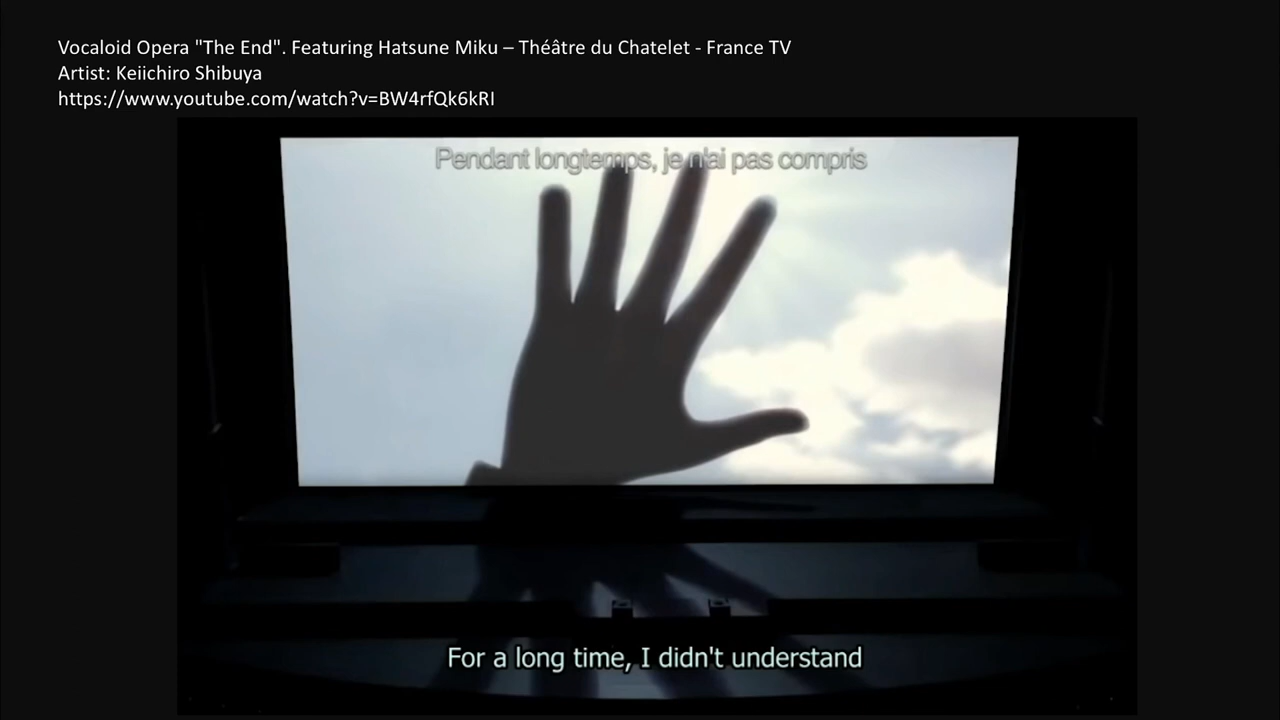 Vocaloid Opera "The End". Featuring Hatsune Miku – Théâtre du Chatelet - France TV
Artist: Keiichiro Shibuya
https://www.youtube.com/watch?v=BW4rfQk6kRI
Pendant longtemps, je n'ai pas compris
For a long time, I didn't understand